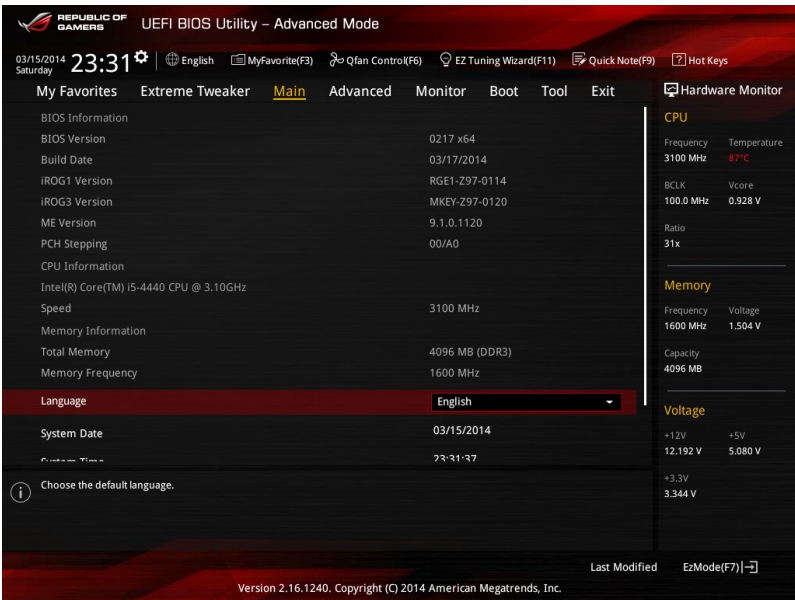 REPUBLIC OF GAMERS UEFI BIOS Utility – Advanced Mode
03/15/2014 Saturday 23:31 English MyFavorite(F3) Qfan Control(F6) EZ Tuning Wizard(F11) Quick Note(F9) ? Hot Keys
My Favorites Extreme Tweaker Main Advanced Monitor Boot Tool Exit
BIOS Information
BIOS Version 0217 x64
Build Date 03/17/2014
iROG1 Version RGE1-Z97-0114
iROG3 Version MKEY-Z97-0120
ME Version 9.1.0.1120
PCH Stepping 00/A0
CPU Information
Intel(R) Core(TM) i5-4440 CPU @ 3.10GHz
Speed 3100 MHz
Memory Information
Total Memory 4096 MB (DDR3)
Memory Frequency 1600 MHz
Language English
System Date 03/15/2014
System Time 23:31:37
i Choose the default language.
Hardware Monitor
CPU
Frequency Temperature
3100 MHz 87°C
BCLK Vcore
100.0 MHz 0.928 V
Ratio
31x
Memory
Frequency Voltage
1600 MHz 1.504 V
Capacity
4096 MB
Voltage
+12V +5V
12.192 V 5.080 V
+3.3V
3.344 V
Last Modified EzMode(F7)
Version 2.16.1240. Copyright (C) 2014 American Megatrends, Inc.